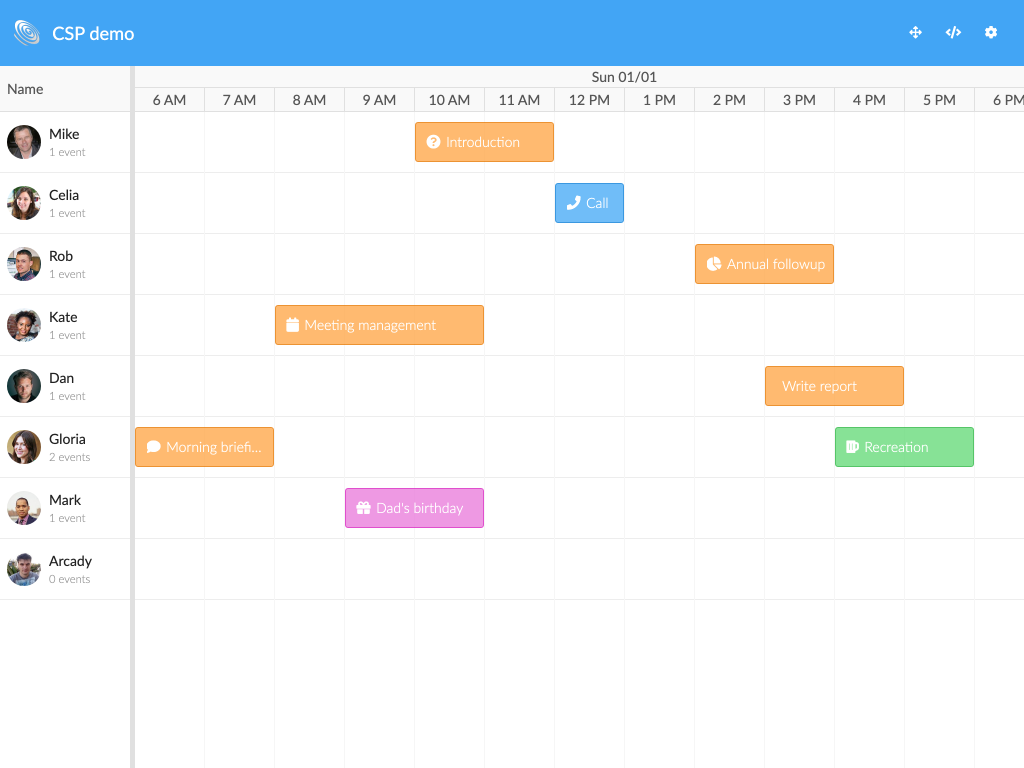 CSP demo
Name
Sun 01/01
6 AM 7 AM 8 AM 9 AM 10 AM 11 AM 12 PM 1 PM 2 PM 3 PM 4 PM 5 PM 6 PM
Mike
1 event
Introduction
Celia
1 event
Call
Rob
1 event
Annual followup
Kate
1 event
Meeting management
Dan
1 event
Write report
Gloria
2 events
Morning briefi...
Recreation
Mark
1 event
Dad's birthday
Arcady
0 events